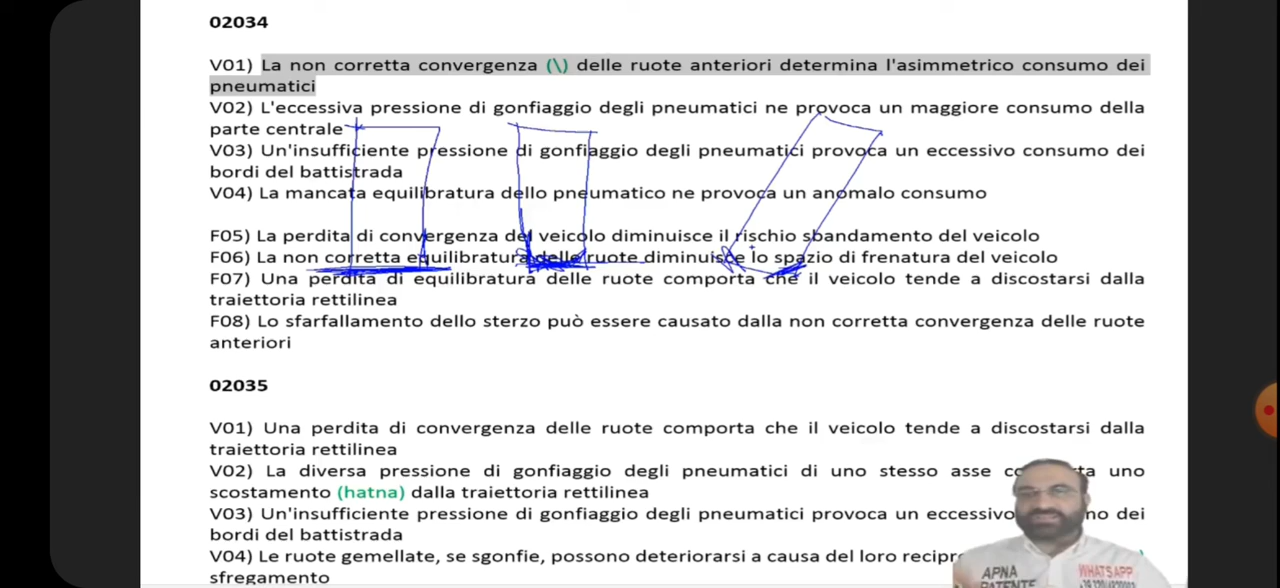 02034
V01) La non corretta convergenza (\) delle ruote anteriori determina l'asimmetrico consumo dei
pneumatici
V02) L'eccessiva pressione di gonfiaggio degli pneumatici ne provoca un maggiore consumo della
parte centrale
V03) Un'insufficiente pressione di gonfiaggio degli pneumatici provoca un eccessivo consumo dei
bordi del battistrada
V04) La mancata equilibratura dello pneumatico ne provoca un anomalo consumo
F05) La perdita di convergenza del veicolo diminuisce il rischio sbandamento del veicolo
F06) La non corretta equilibratura delle ruote diminuisce lo spazio di frenatura del veicolo
F07) Una perdita di equilibratura delle ruote comporta che il veicolo tende a discostarsi dalla
traiettoria rettilinea
F08) Lo sfarfallamento dello sterzo può essere causato dalla non corretta convergenza delle ruote
anteriori
02035
V01) Una perdita di convergenza delle ruote comporta che il veicolo tende a discostarsi dalla
traiettoria rettilinea
V02) La diversa pressione di gonfiaggio degli pneumatici di uno stesso asse uno
scostamento (hatna) dalla traiettoria rettilinea
V03) Un'insufficiente pressione di gonfiaggio degli pneumatici provoca un eccessivo dei
bordi del battistrada
V04) Le ruote gemellate, se sgonfie, possono deteriorarsi a causa del loro
sfregamento
APNA WHATSAPP
PATENTE